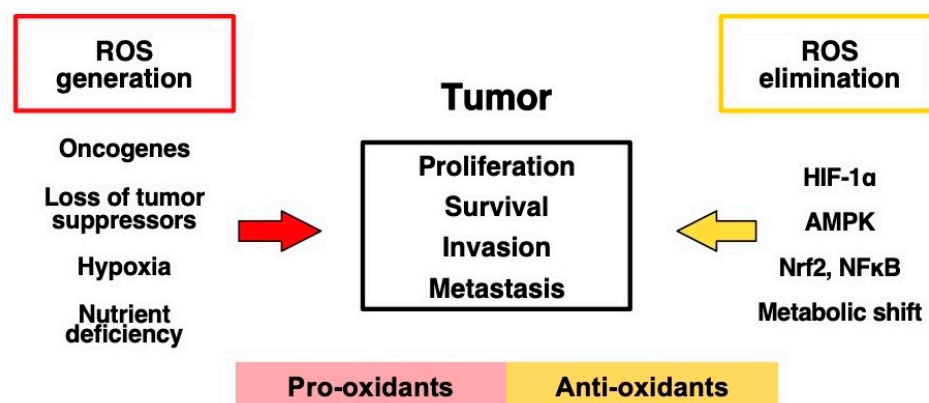 ROS
generation
Oncogenes
Loss of tumor
suppressors
Hypoxia
Nutrient
deficiency
Tumor
Proliferation
Survival
Invasion
Metastasis
ROS
elimination
HIF-1α
AMPK
Nrf2, NFκB
Metabolic shift
Pro-oxidants
Anti-oxidants